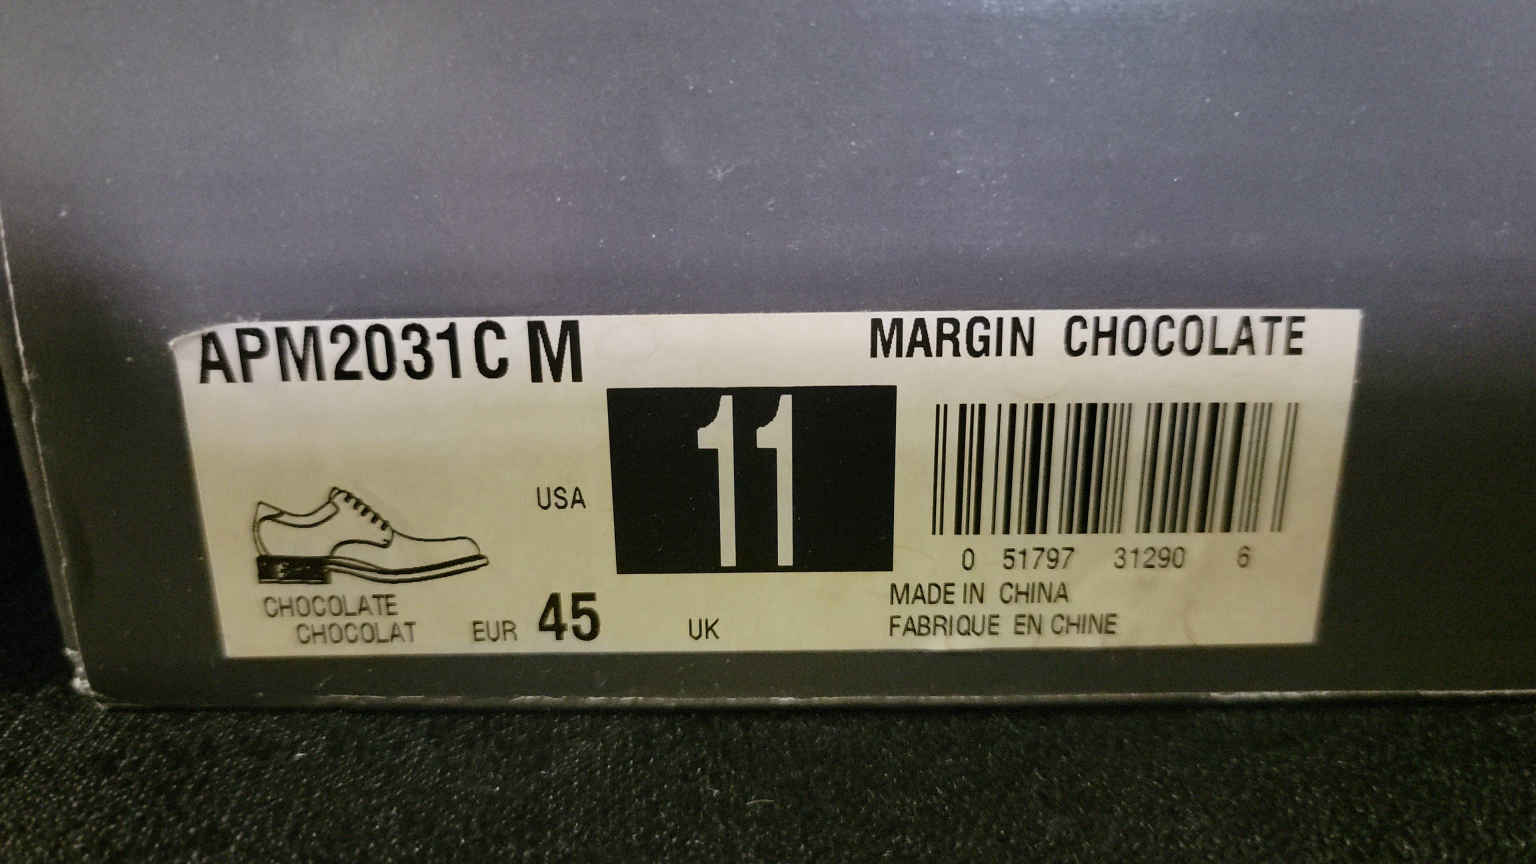 APM2031C M
MARGIN CHOCOLATE
USA 11
0 51797 31290 6
CHOCOLATE
CHOCOLAT
EUR 45
UK
MADE IN CHINA
FABRIQUE EN CHINE